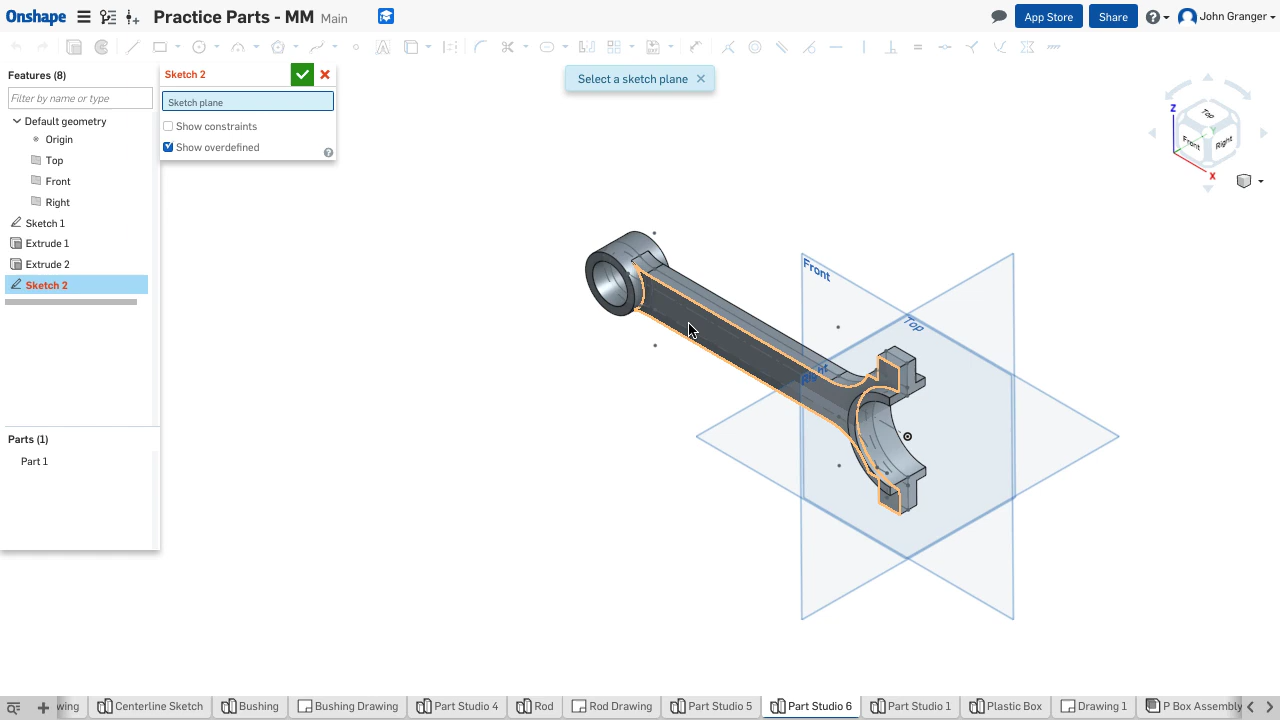 Onshape
Practice Parts - MM Main
App Store
Share
John Granger
Features (8)
Filter by name or type
Default geometry
Origin
Top
Front
Right
Sketch 1
Extrude 1
Extrude 2
Sketch 2
Parts (1)
Part 1
Sketch 2
Sketch plane
Show constraints
Show overdefined
Select a sketch plane
Front
Top
Right
Z
Top
Y
Front
Right
X
Centerline Sketch
Bushing
Bushing Drawing
Part Studio 4
Rod
Rod Drawing
Part Studio 5
Part Studio 6
Part Studio 1
Plastic Box
Drawing 1
P Box Assembly